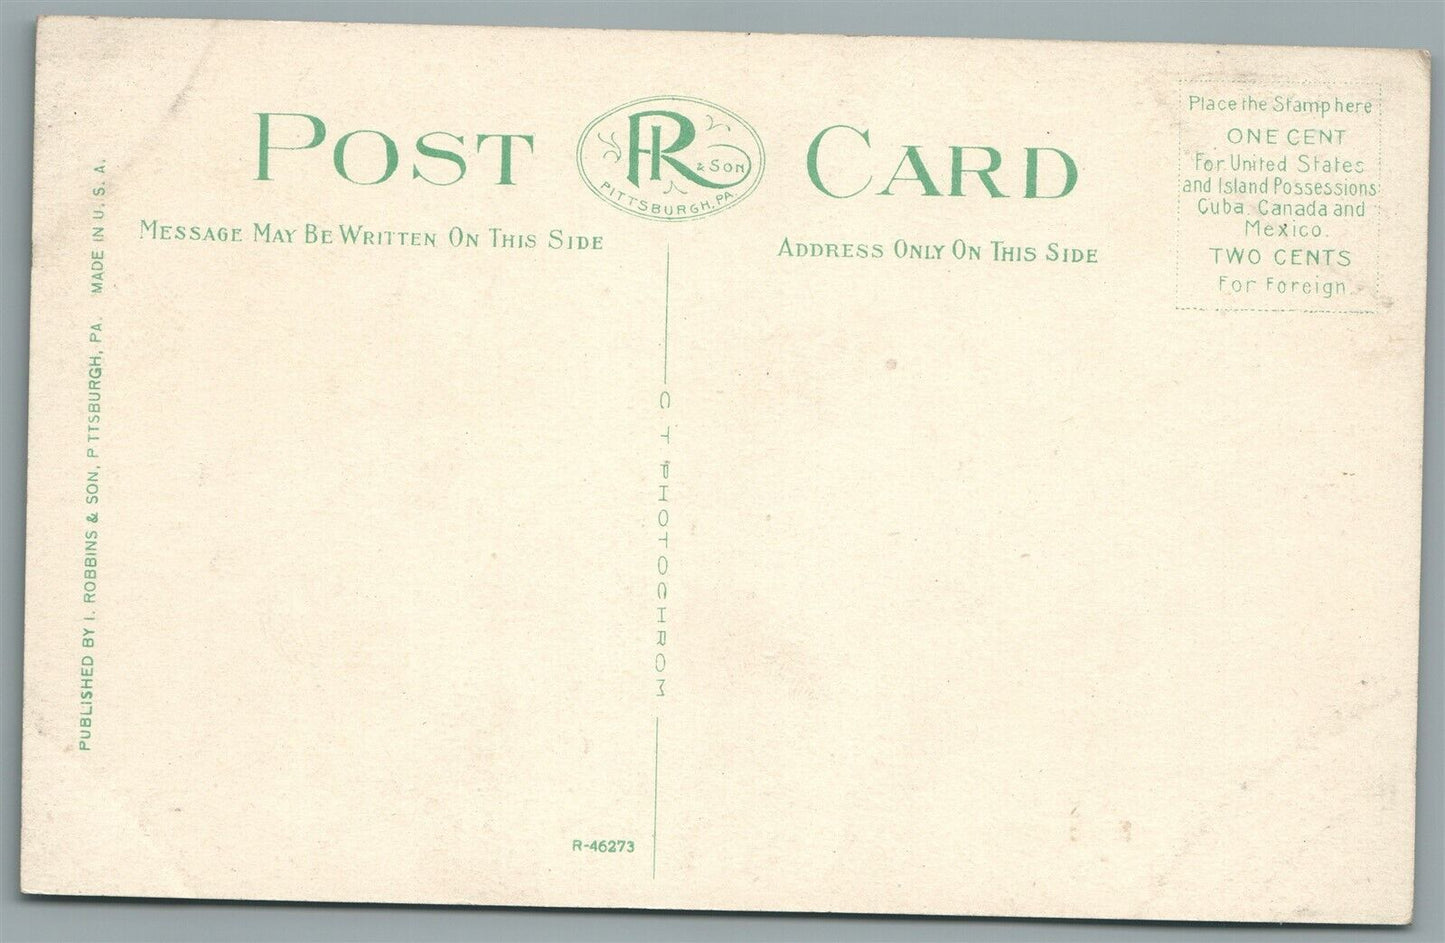 POST CARD
IR & SON
PITTSBURGH, PA.
MESSAGE MAY BE WRITTEN ON THIS SIDE
ADDRESS ONLY ON THIS SIDE
Place the Stamp here
ONE CENT
For United States
and Island Possessions
Cuba, Canada and
Mexico.
TWO CENTS
For Foreign.
PUBLISHED BY I. ROBBINS & SON, PITTSBURGH, PA. MADE IN U. S. A.
C T PHOTOCHROM
R-46273